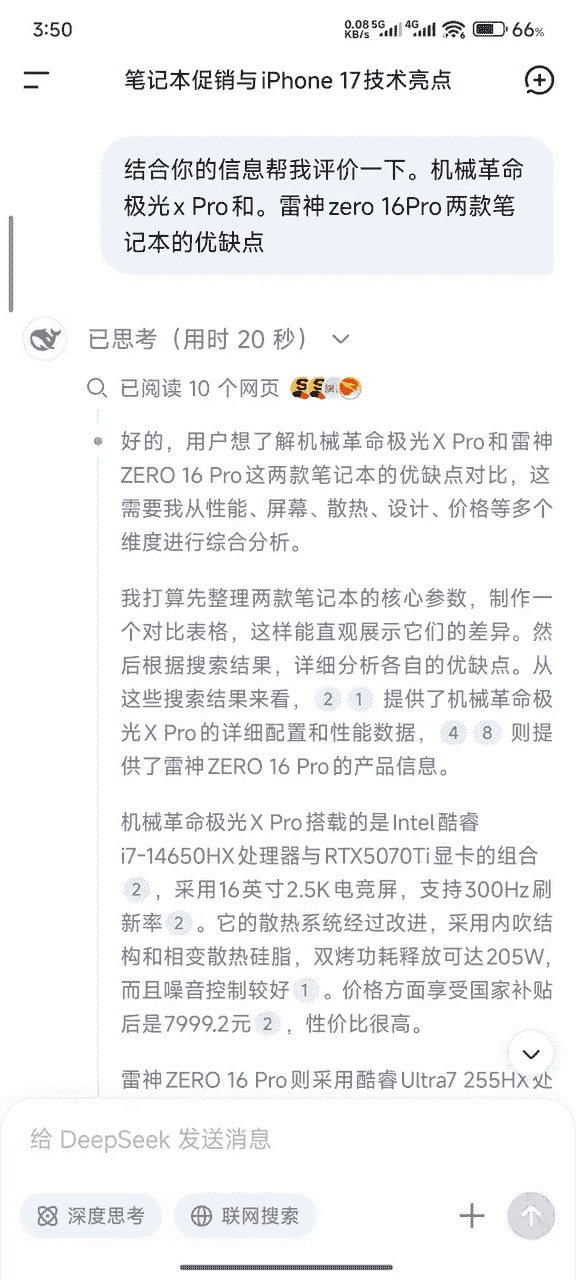 3:50 0.08 KB/s 5G 4G 66%
笔记本促销与iPhone 17技术亮点
结合你的信息帮我评价一下。机械革命
极光x Pro和。雷神zero 16Pro两款笔
记本的优缺点
已思考（用时 20 秒）
已阅读 10 个网页
好的，用户想了解机械革命极光X Pro和雷神
ZERO 16 Pro这两款笔记本的优缺点对比，这
需要我从性能、屏幕、散热、设计、价格等多个
维度进行综合分析。
我打算先整理两款笔记本的核心参数，制作一
个对比表格，这样能直观展示它们的差异。然
后根据搜索结果，详细分析各自的优缺点。从
这些搜索结果来看， 2 1 提供了机械革命极
光X Pro的详细配置和性能数据， 4 8 则提
供了雷神ZERO 16 Pro的产品信息。
机械革命极光X Pro搭载的是Intel酷睿
i7-14650HX处理器与RTX5070Ti显卡的组合
2 ，采用16英寸2.5K电竞屏，支持300Hz刷
新率 2 。它的散热系统经过改进，采用内吹结
构和相变散热硅脂，双烤功耗释放可达205W，
而且噪音控制较好 1 。价格方面享受国家补贴
后是7999.2元 2 ，性价比很高。
雷神ZERO 16 Pro则采用酷睿Ultra7 255HX处
给 DeepSeek 发送消息
深度思考 联网搜索